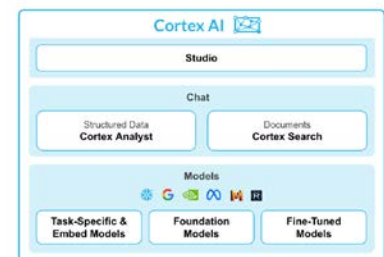 Cortex AI
Studio
Chat
Structured Data
Cortex Analyst
Documents
Cortex Search
Models
Task-Specific &
Embed Models
Foundation
Models
Fine-Tuned
Models